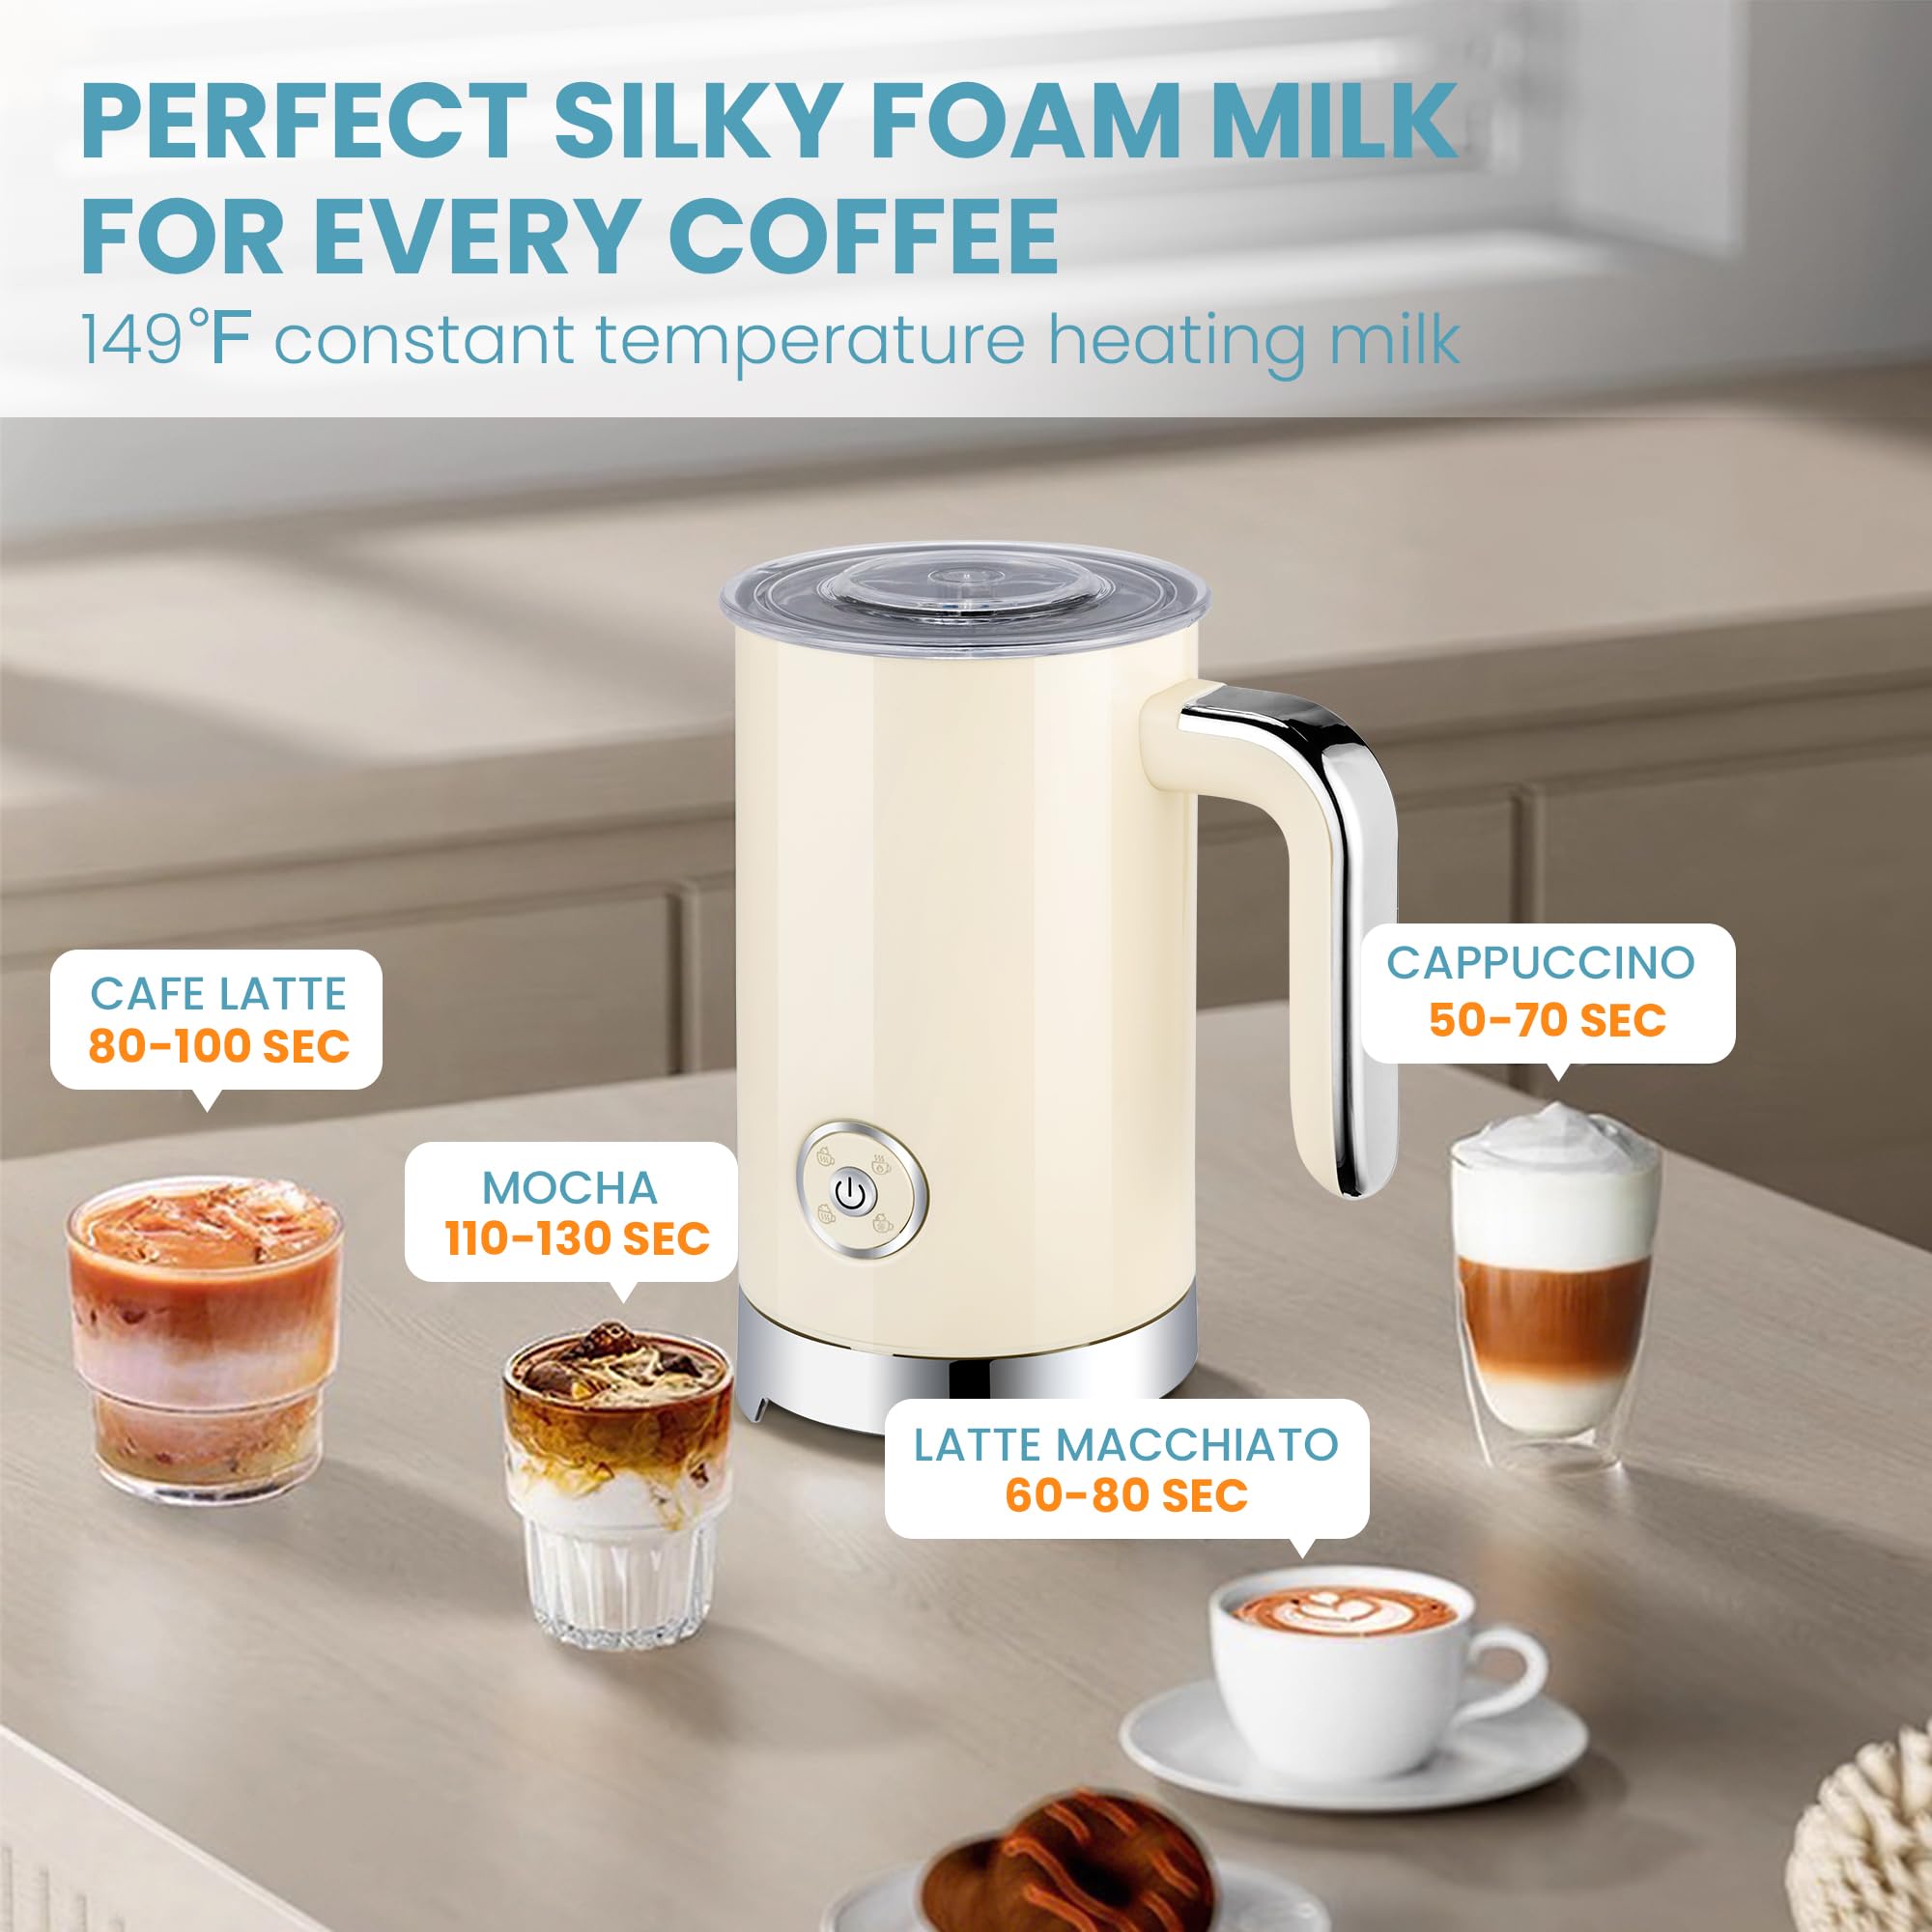 PERFECT SILKY FOAM MILK
FOR EVERY COFFEE
149°F constant temperature heating milk
CAFE LATTE
80-100 SEC
MOCHA
110-130 SEC
CAPPUCCINO
50-70 SEC
LATTE MACCHIATO
60-80 SEC